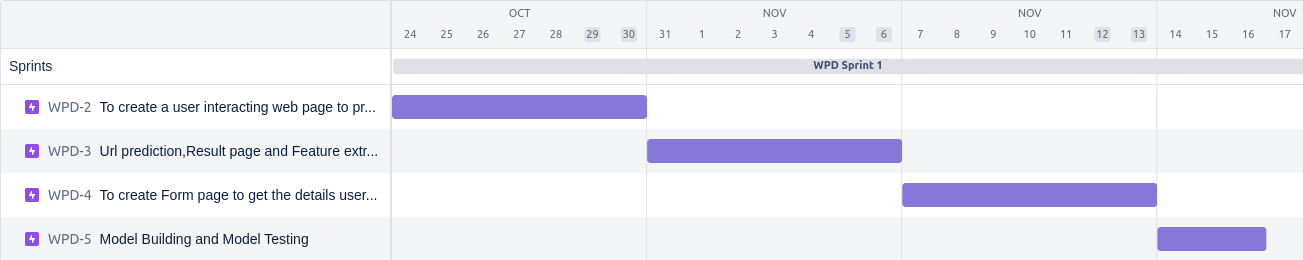 OCT NOV NOV NOV
24 25 26 27 28 29 30 31 1 2 3 4 5 6 7 8 9 10 11 12 13 14 15 16 17
Sprints WPD Sprint 1
WPD-2 To create a user interacting web page to pr...
WPD-3 Url prediction,Result page and Feature extr...
WPD-4 To create Form page to get the details user...
WPD-5 Model Building and Model Testing